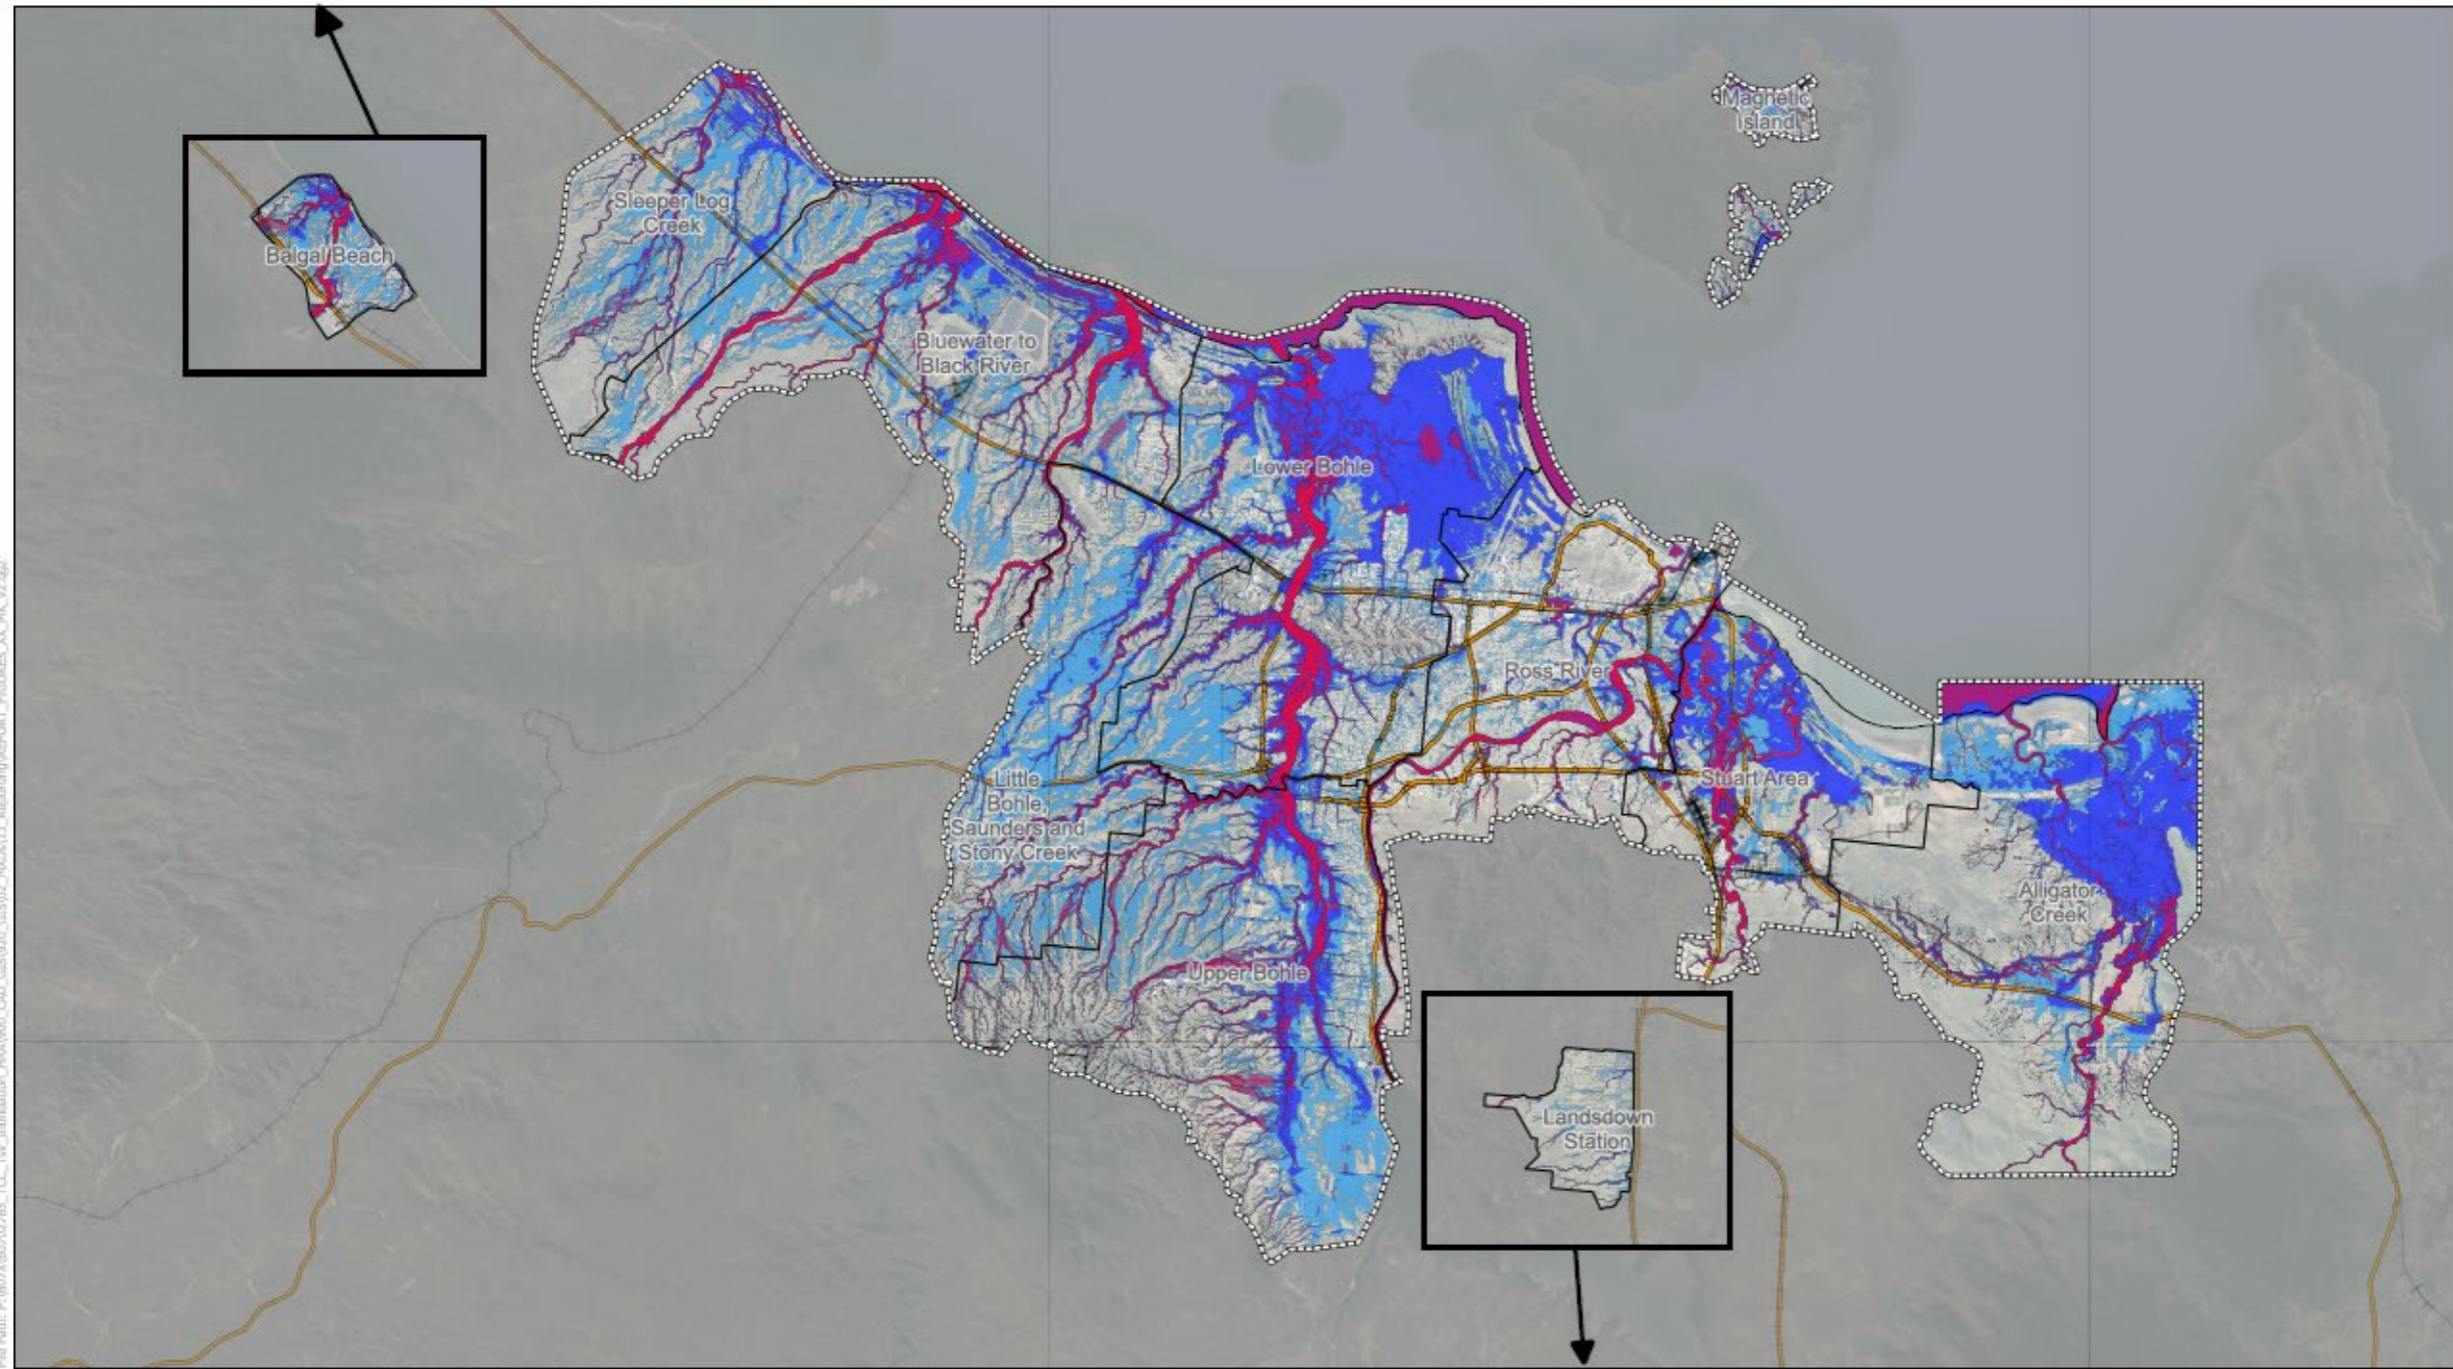 Magnetic
Island
Sleeper Log
Creek
Balgal Beach
Bluewater to
Black River
Lower Bohle
Ross River
Little
Bohle,
Saunders and
Stony Creek
Stuart Area
Alligator
Creek
Upper Bohle
Landsdown
Station